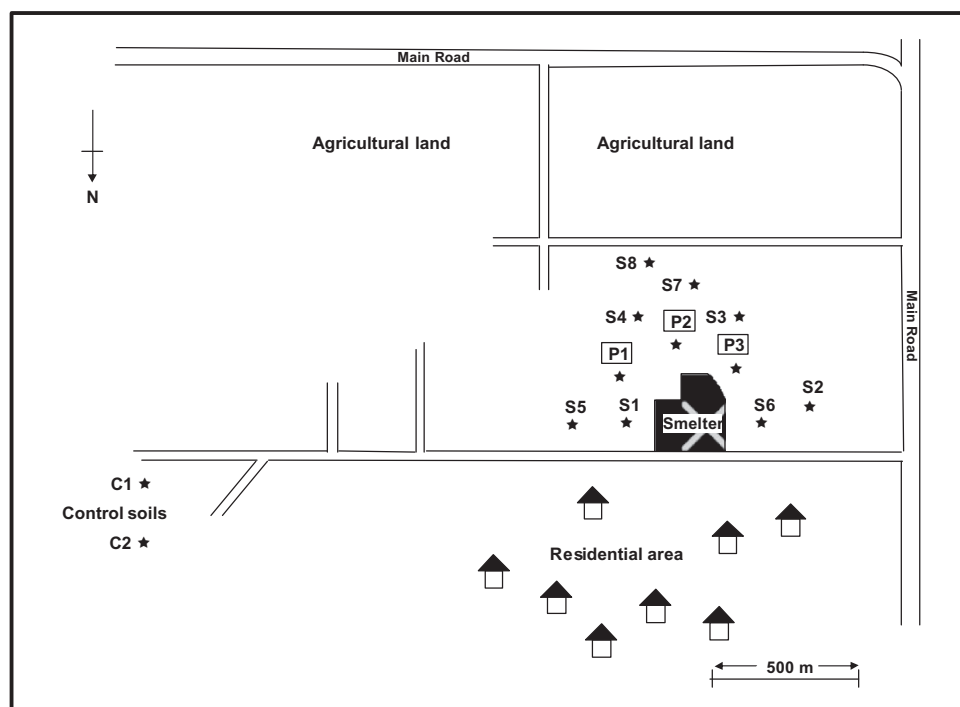 Main Road
Agricultural land
Agricultural land
N
S8
S7
S4
P2
S3
Main Road
P1
P3
S2
S5
S1
S6
Smelter
C1
Control soils
C2
Residential area
500 m